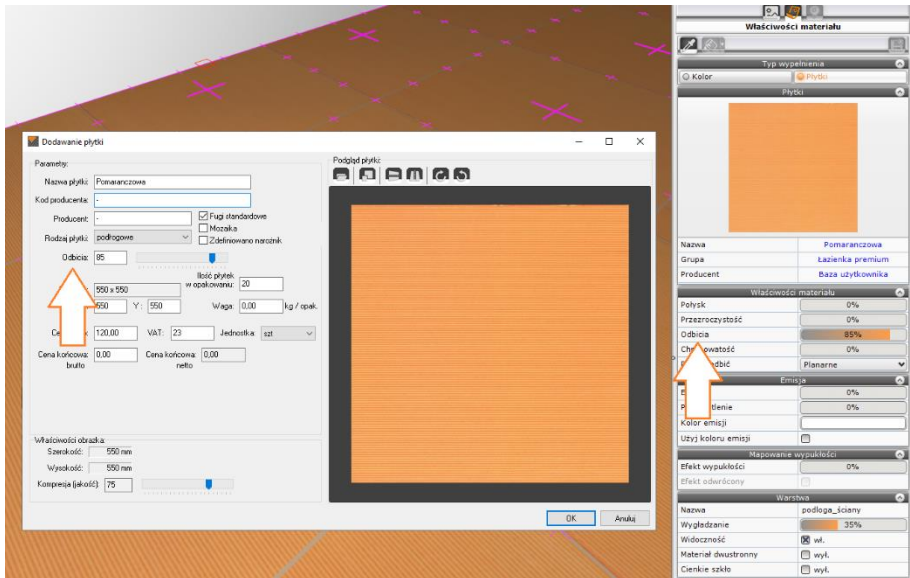 Właściwości materiału
Typ wypełnienia
Kolor
Płytki
Płytki
Nazwa Pomaranczowa
Grupa Łazienka premium
Producent Baza użytkownika
Właściwości materiału
Połysk 0%
Przezroczystość 0%
Odbicia 85%
0%
Planarne
Emisja
0%
0%
Kolor emisji
Użyj koloru emisji
Mapowanie wypukłości
Efekt wypukłości 0%
Efekt odwrócony
Warstwa
Nazwa podloga_ściany
Wygładzanie 35%
Widoczność wł.
Materiał dwustronny wył.
Cienkie szkło wył.
Dodawanie płytki
Parametry:
Nazwa płytki: Pomaranczowa
Kod producenta: -
Producent: -
Fugi standardowe
Mozaika
Zdefiniowano narożnik
Rodzaj płytki: podłogowe
Odbicia: 85
Ilość płytek
w opakowaniu: 20
550 x 550
550 Y: 550 Waga: 0,00 kg / opak.
120,00 VAT: 23 Jednostka: szt
Cena końcowa: 0,00 Cena końcowa: 0,00
brutto netto
Właściwości obrazka:
Szerokość: 550 mm
Wysokość: 550 mm
Kompresja (jakość): 75
Podgląd płytki:
OK Anuluj